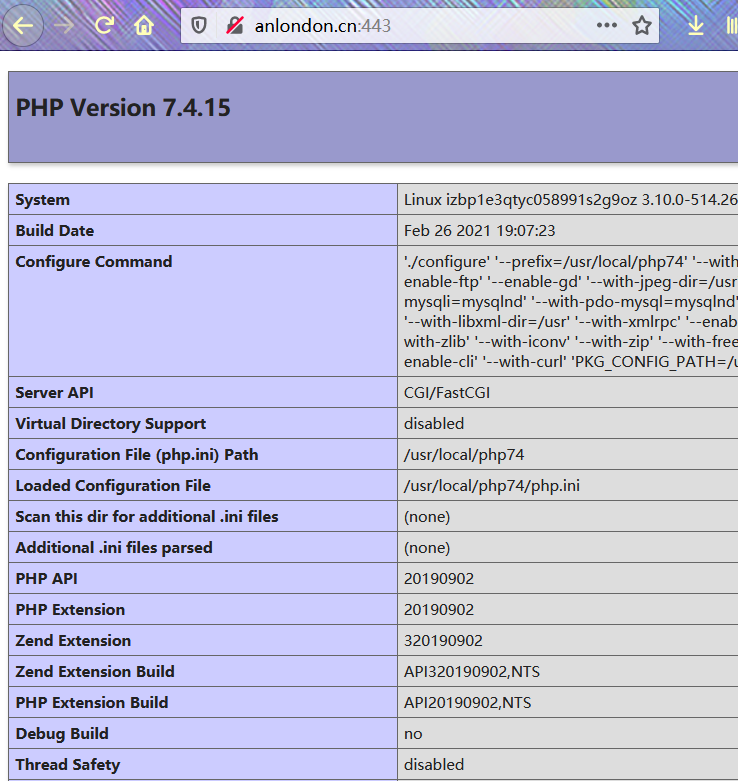 anlondon.cn:443
PHP Version 7.4.15
System Linux izbp1e3qtyc058991s2g9oz 3.10.0-514.26
Build Date Feb 26 2021 19:07:23
Configure Command './configure' '--prefix=/usr/local/php74' '--with
enable-ftp' '--enable-gd' '--with-jpeg-dir=/usr
mysqli=mysqlnd' '--with-pdo-mysql=mysqlnd'
'--with-libxml-dir=/usr' '--with-xmlrpc' '--enab
with-zlib' '--with-iconv' '--with-zip' '--with-free
enable-cli' '--with-curl' 'PKG_CONFIG_PATH=/u
Server API CGI/FastCGI
Virtual Directory Support disabled
Configuration File (php.ini) Path /usr/local/php74
Loaded Configuration File /usr/local/php74/php.ini
Scan this dir for additional .ini files (none)
Additional .ini files parsed (none)
PHP API 20190902
PHP Extension 20190902
Zend Extension 320190902
Zend Extension Build API320190902,NTS
PHP Extension Build API20190902,NTS
Debug Build no
Thread Safety disabled